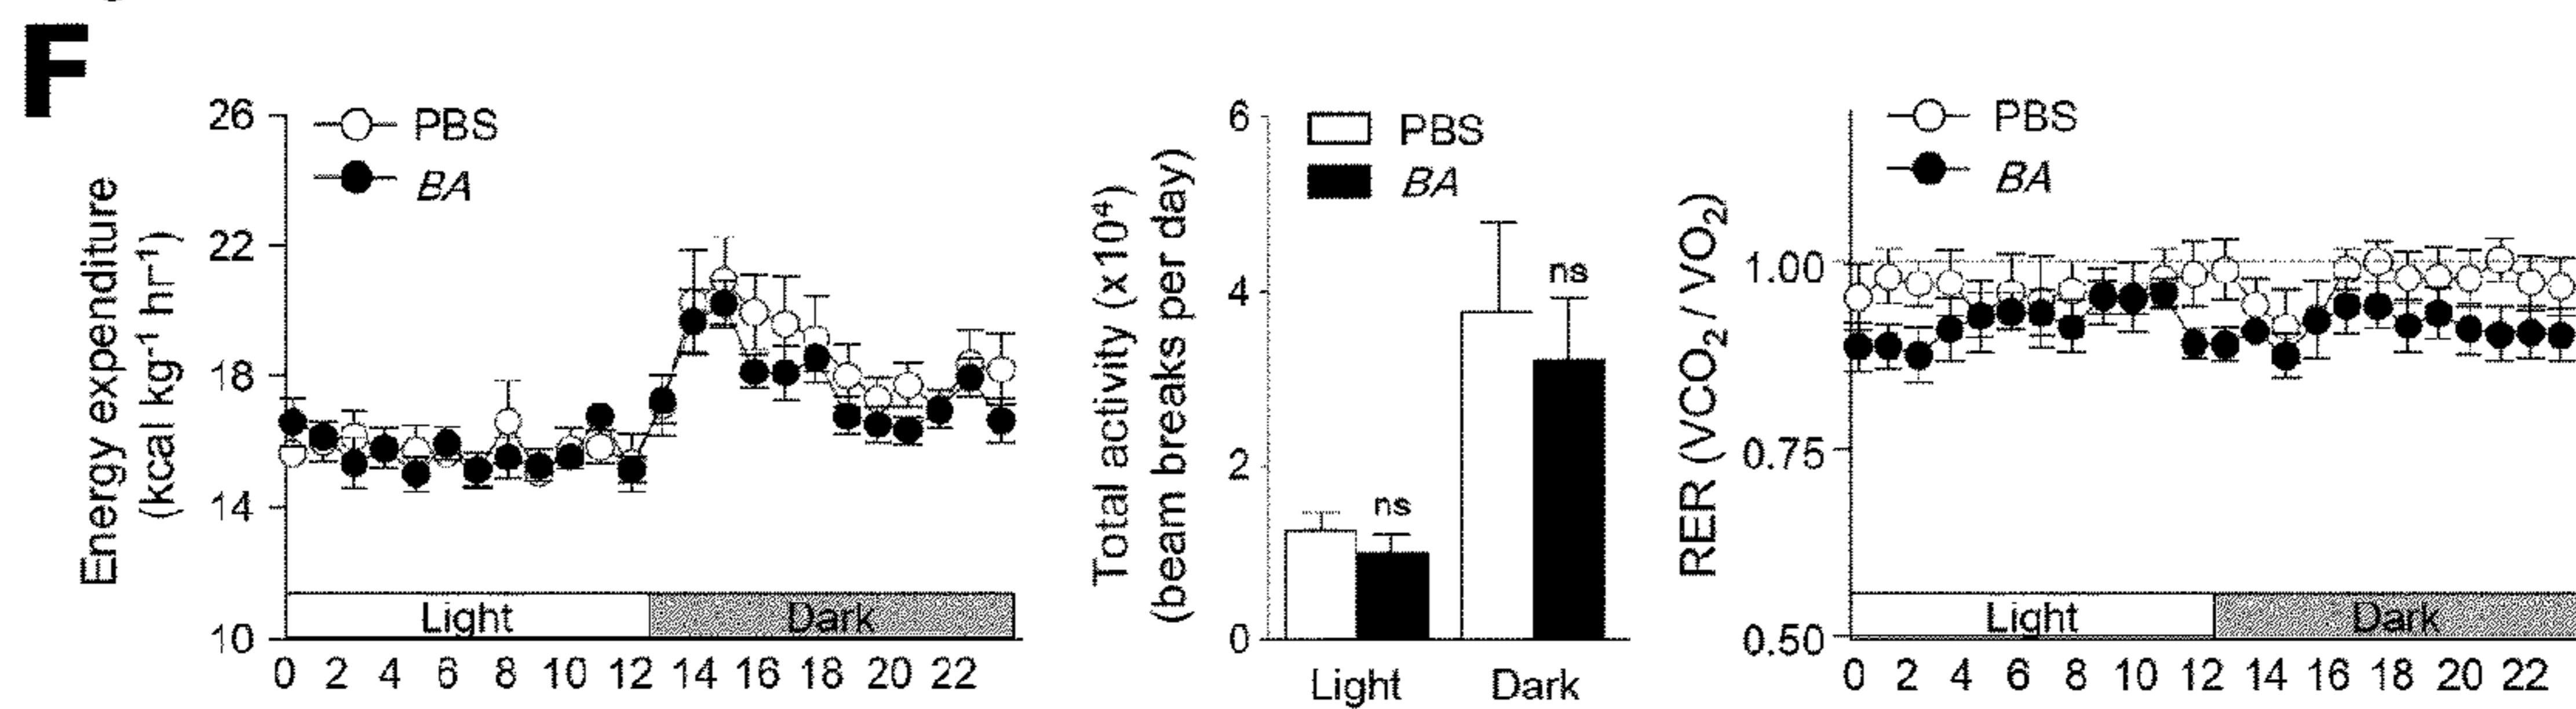 F
Energy expenditure
(kcal kg⁻¹ hr⁻¹)
26
22
18
14
10
PBS
BA
Light Dark
0 2 4 6 8 10 12 14 16 18 20 22
Total activity (x10⁴)
(beam breaks per day)
6
4
2
0
PBS
BA
ns
ns
Light Dark
RER (VCO₂ / VO₂)
1.00
0.75
0.50
PBS
BA
Light Dark
0 2 4 6 8 10 12 14 16 18 20 22